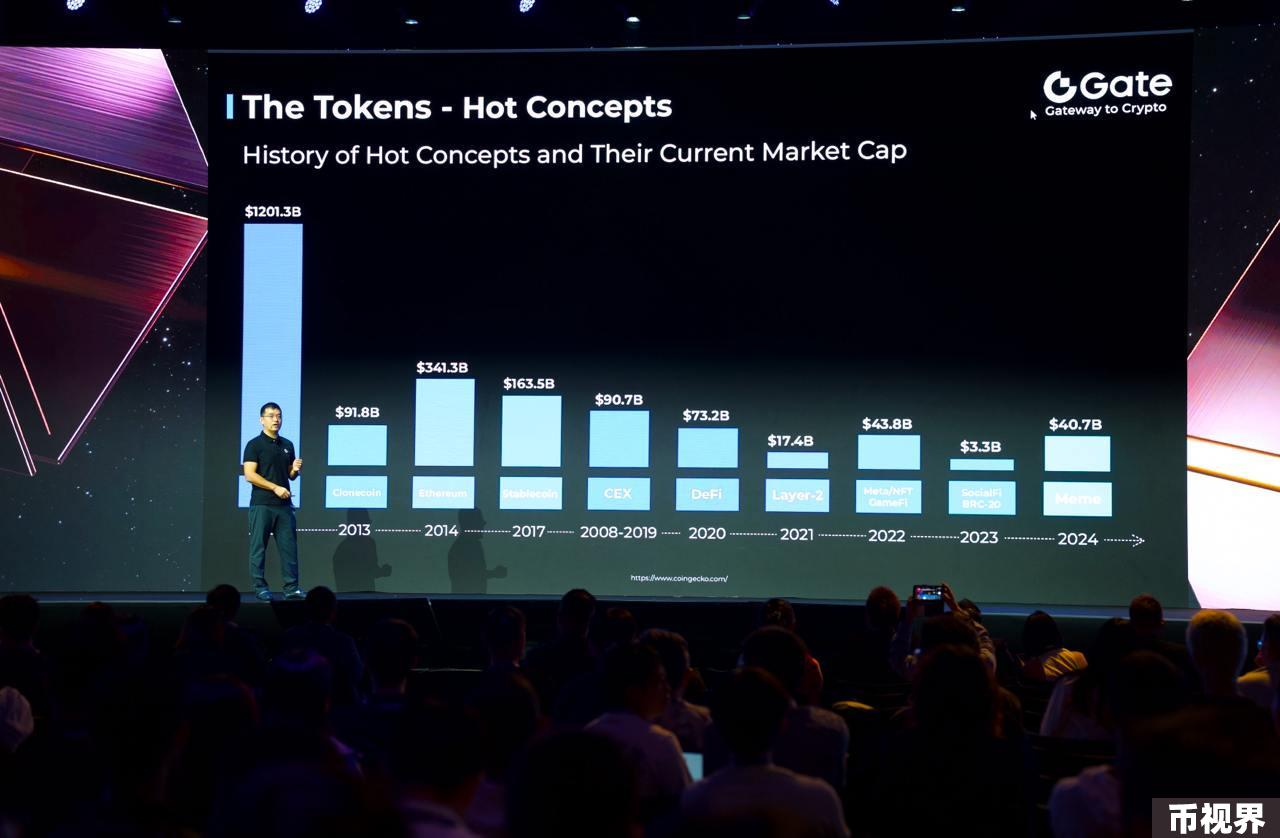 The Tokens - Hot Concepts
Gate
Gateway to Crypto
History of Hot Concepts and Their Current Market Cap
$1201.3B
$91.8B
$341.3B
$163.5B
$90.7B
$73.2B
$17.4B
$43.8B
$3.3B
$40.7B
Clonecoin
Ethereum
Stablecoin
CEX
DeFi
Layer-2
Meta/NFT
GameFi
SocialFi
BRC-20
Meme
2013
2014
2017
2008-2019
2020
2021
2022
2023
2024
https://www.coingecko.com/
币视界